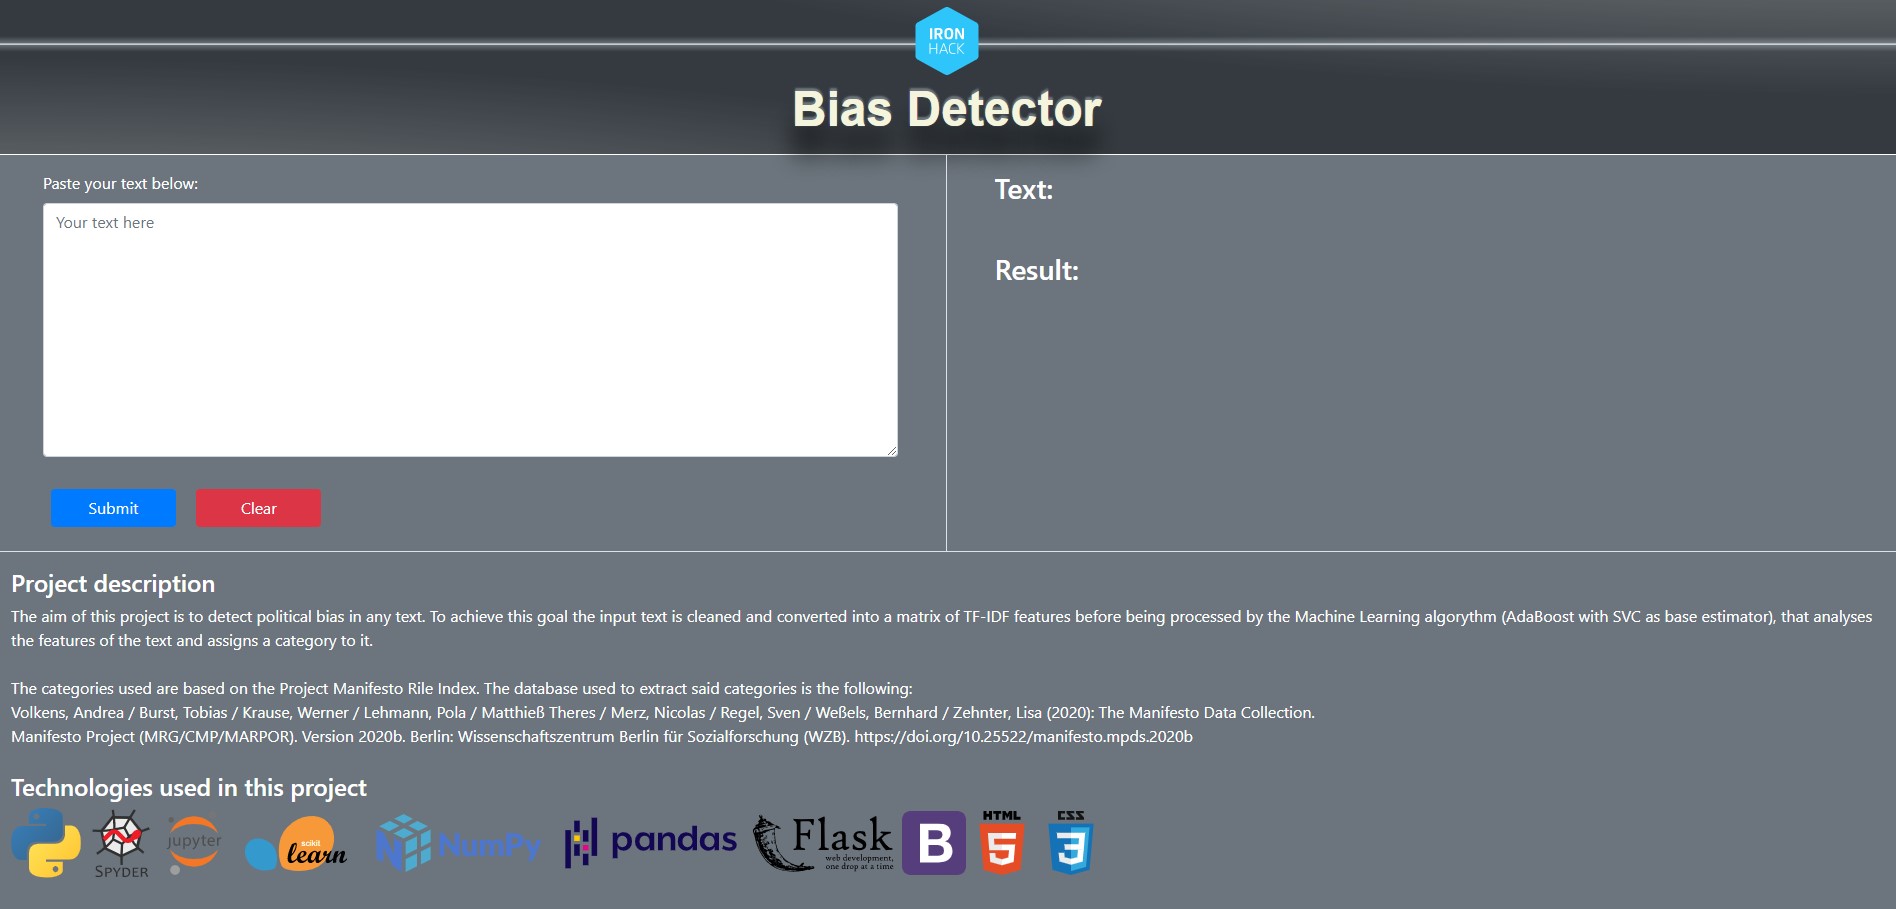 IRON
HACK
Bias Detector
Paste your text below:
Your text here
Submit
Clear
Text:
Result:
Project description
The aim of this project is to detect political bias in any text. To achieve this goal the input text is cleaned and converted into a matrix of TF-IDF features before being processed by the Machine Learning algorythm (AdaBoost with SVC as base estimator), that analyses
the features of the text and assigns a category to it.
The categories used are based on the Project Manifesto Rile Index. The database used to extract said categories is the following:
Volkens, Andrea / Burst, Tobias / Krause, Werner / Lehmann, Pola / Matthieß Theres / Merz, Nicolas / Regel, Sven / Weßels, Bernhard / Zehnter, Lisa (2020): The Manifesto Data Collection.
Manifesto Project (MRG/CMP/MARPOR). Version 2020b. Berlin: Wissenschaftszentrum Berlin für Sozialforschung (WZB). https://doi.org/10.25522/manifesto.mpds.2020b
Technologies used in this project
SPYDER
jupyter
scikit
learn
NumPy
pandas
Flask
web development,
one drop at a time
B
HTML
5
CSS
3